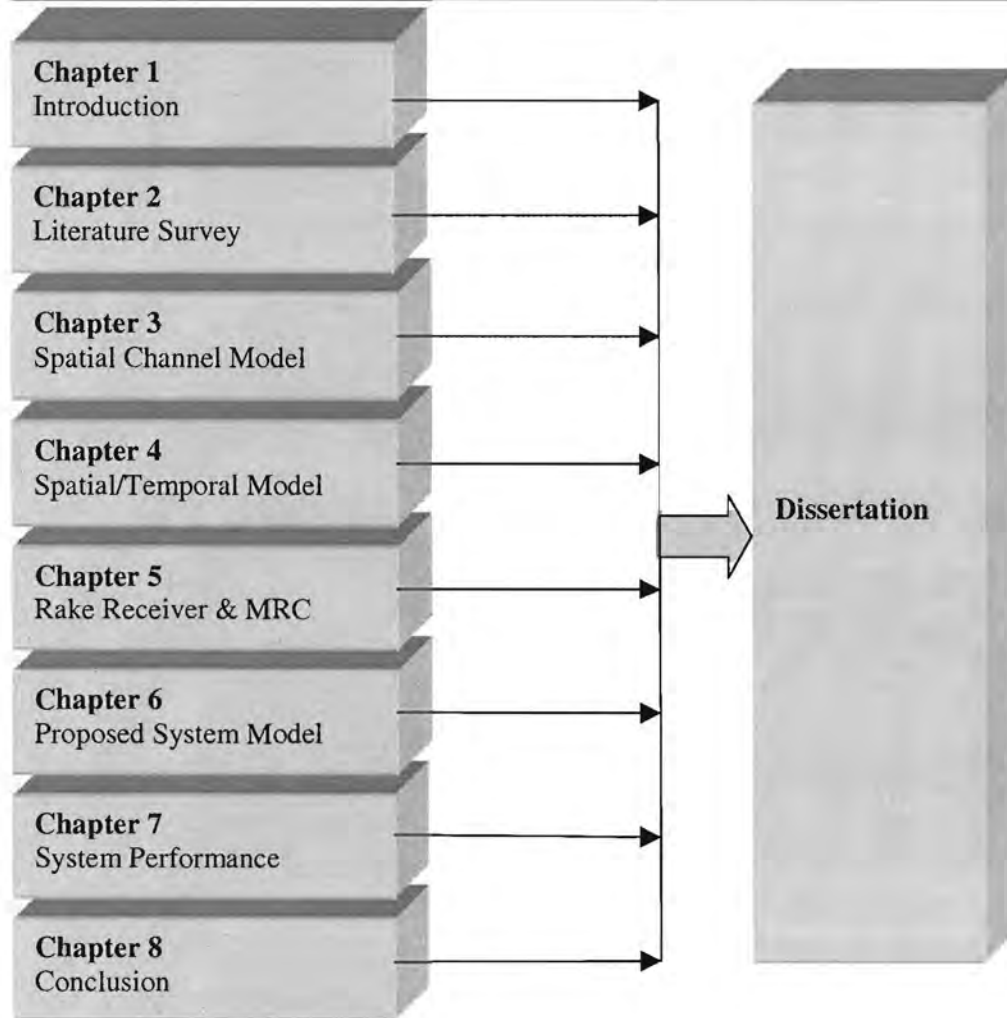 Chapter 1
Introduction
Chapter 2
Literature Survey
Chapter 3
Spatial Channel Model
Chapter 4
Spatial/Temporal Model
Chapter 5
Rake Receiver & MRC
Chapter 6
Proposed System Model
Chapter 7
System Performance
Chapter 8
Conclusion
Dissertation